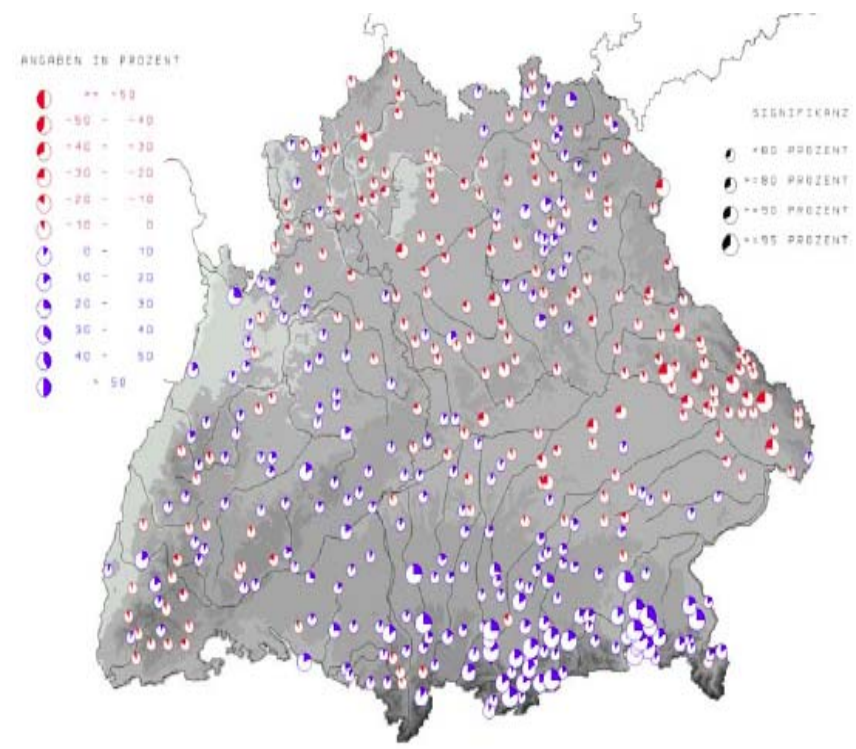 ANGABEN IN PROZENT
-50 - -40
-40 - -30
-30 - -20
-20 - -10
-10 - 0
0 - 10
10 - 20
20 - 30
30 - 40
40 - 50
> 50
SIGNIFIKANZ
<80 PROZENT
>=80 PROZENT
>=90 PROZENT
>=95 PROZENT